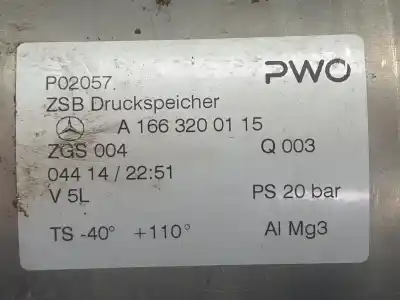 P02057.
PWO
ZSB Druckspeicher
A 166 320 01 15
ZGS 004 Q 003
044 14 / 22:51
V 5L PS 20 bar
TS -40° +110° Al Mg3